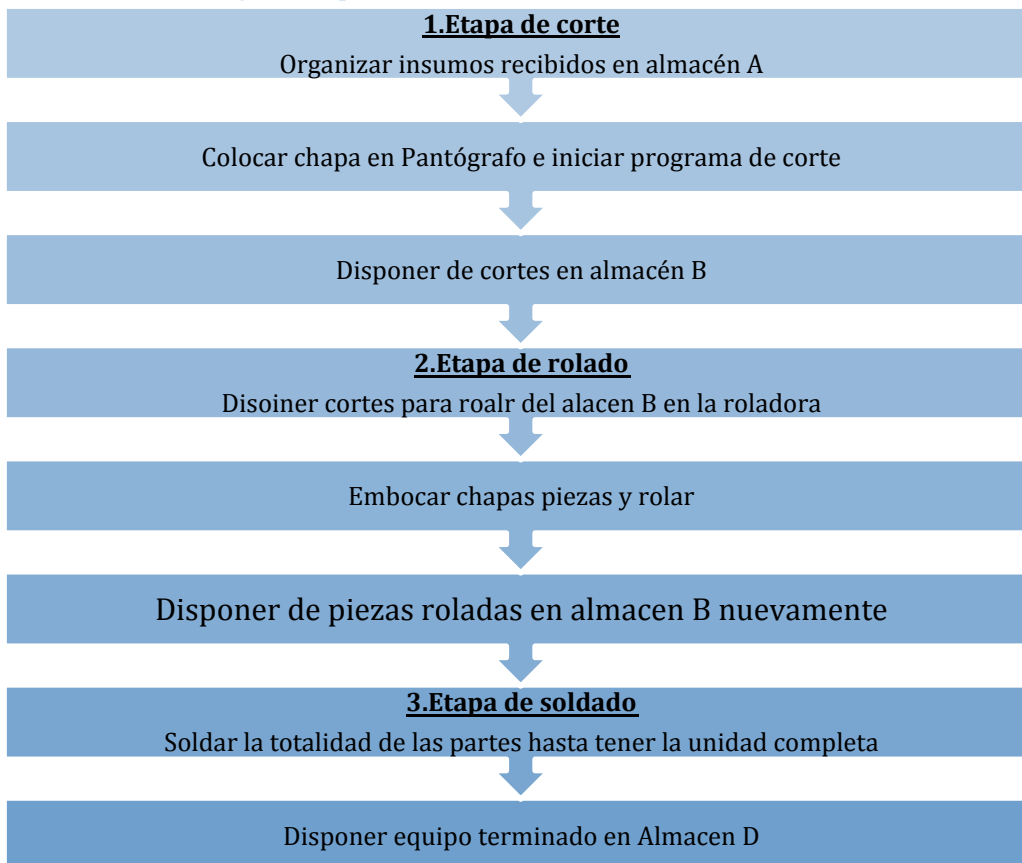 1.Etapa de corte
Organizar insumos recibidos en almacén A
Colocar chapa en Pantógrafo e iniciar programa de corte
Disponer de cortes en almacén B
2.Etapa de rolado
Disoiner cortes para roalr del alacen B en la roladora
Embocar chapas piezas y rolar
Disponer de piezas roladas en almacen B nuevamente
3.Etapa de soldado
Soldar la totalidad de las partes hasta tener la unidad completa
Disponer equipo terminado en Almacen D